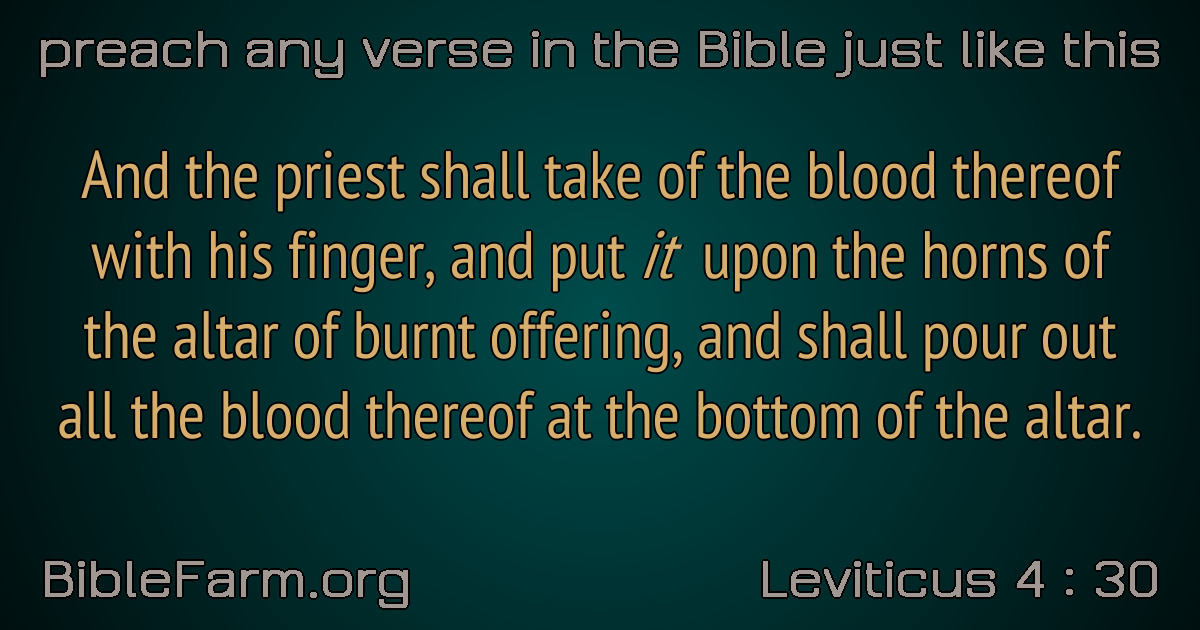 preach any verse in the Bible just like this
And the priest shall take of the blood thereof
with his finger, and put it upon the horns of
the altar of burnt offering, and shall pour out
all the blood thereof at the bottom of the altar.
BibleFarm.org
Leviticus 4 : 30